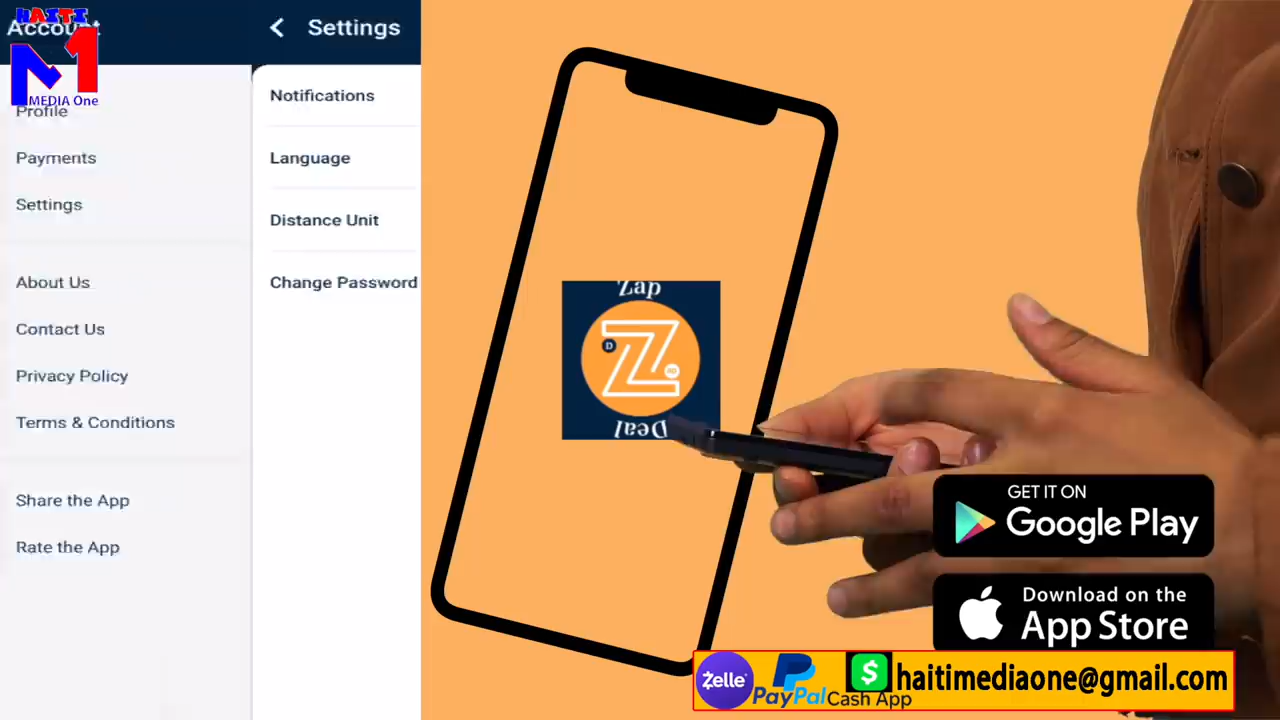 HAITI
M1
MEDIA One
Account
Profile
Payments
Settings
About Us
Contact Us
Privacy Policy
Terms & Conditions
Share the App
Rate the App
Settings
Notifications
Language
Distance Unit
Change Password
Zap
D
Z
Deal
GET IT ON
Google Play
Download on the
App Store
Zelle
PayPal
$
Cash App
haitimediaone@gmail.com